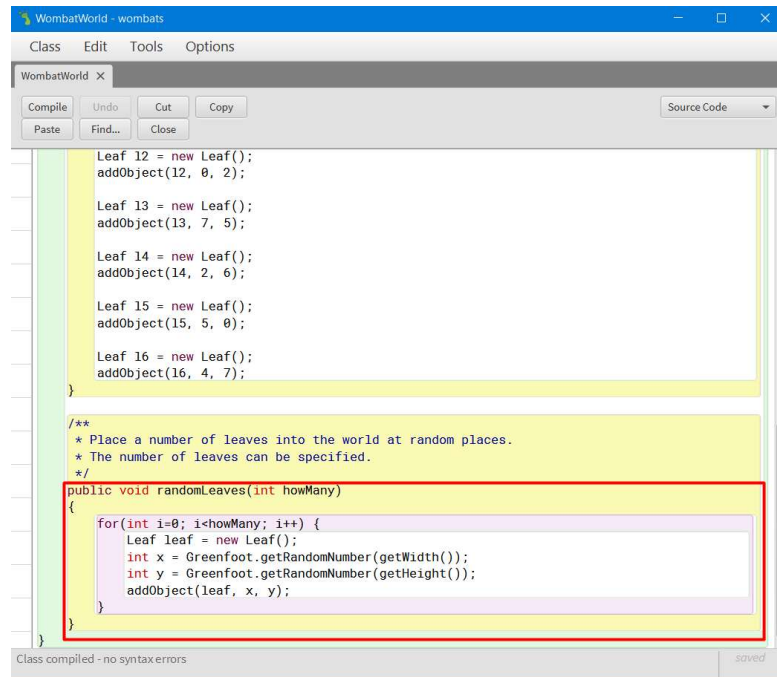 WombatWorld - wombats
Class Edit Tools Options
WombatWorld
Compile Undo Cut Copy Source Code
Paste Find... Close
Leaf l2 = new Leaf();
addObject(l2, 0, 2);
Leaf l3 = new Leaf();
addObject(l3, 7, 5);
Leaf l4 = new Leaf();
addObject(l4, 2, 6);
Leaf l5 = new Leaf();
addObject(l5, 5, 0);
Leaf l6 = new Leaf();
addObject(l6, 4, 7);
}
/**
* Place a number of leaves into the world at random places.
* The number of leaves can be specified.
*/
public void randomLeaves(int howMany)
{
for(int i=0; i<howMany; i++) {
Leaf leaf = new Leaf();
int x = Greenfoot.getRandomNumber(getWidth());
int y = Greenfoot.getRandomNumber(getHeight());
addObject(leaf, x, y);
}
}
}
Class compiled - no syntax errors saved